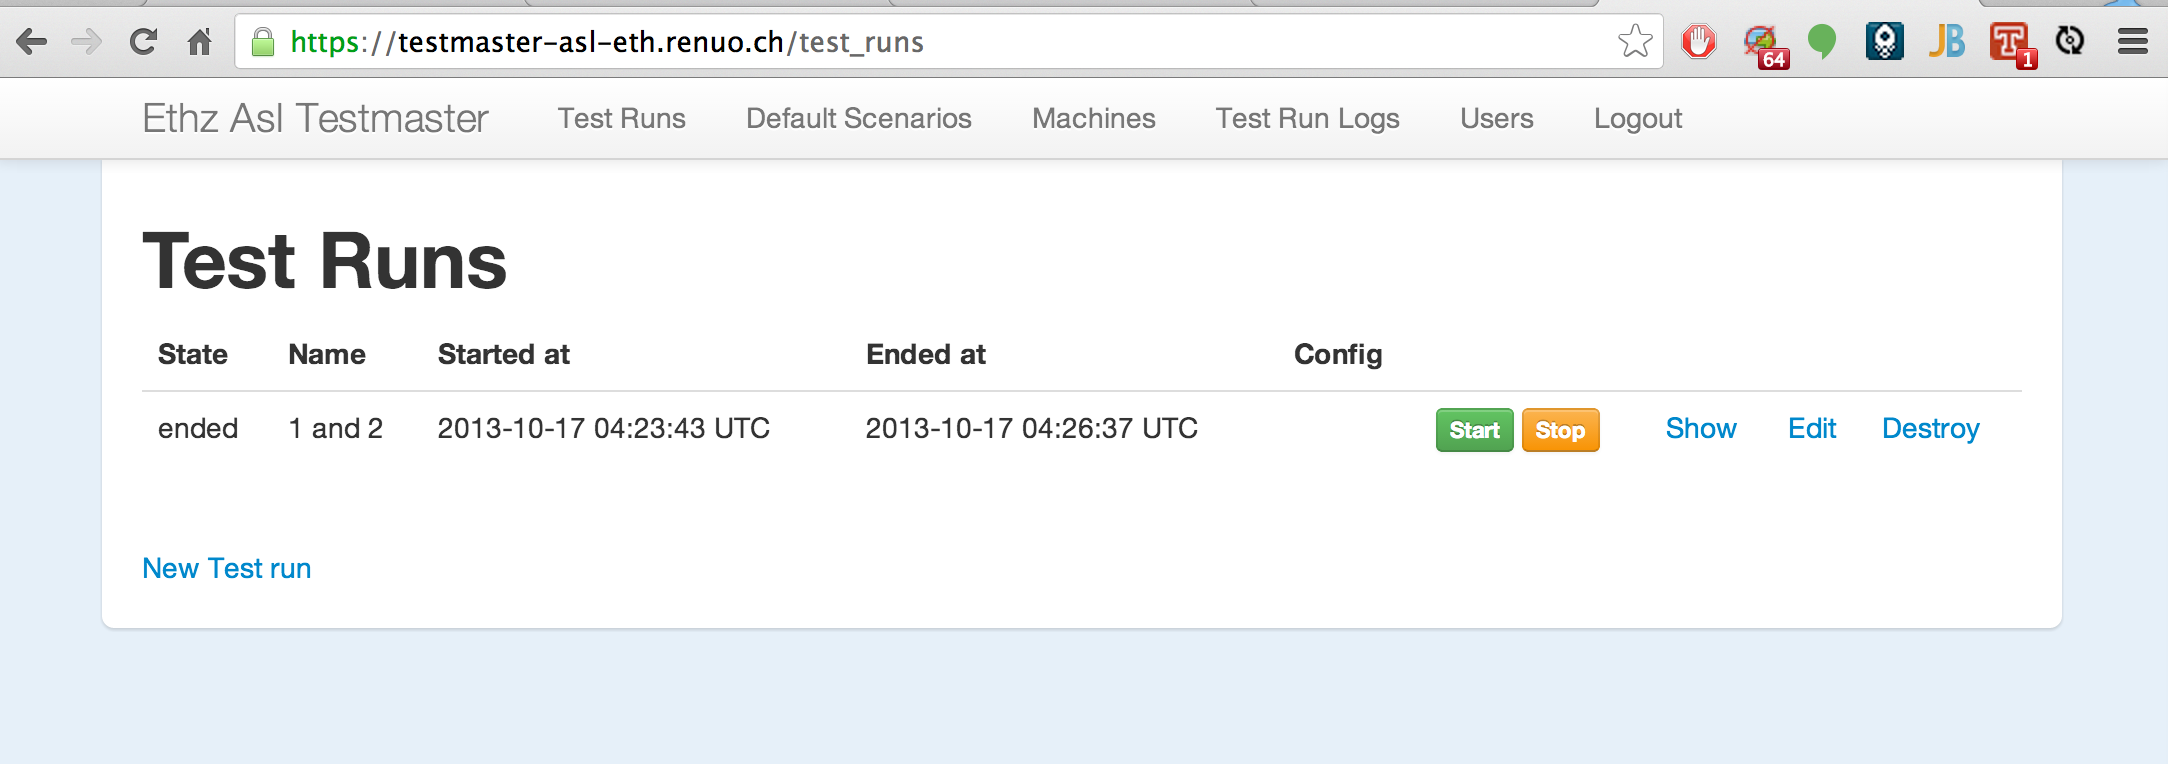 https://testmaster-asl-eth.renuo.ch/test_runs
64
JB
T
1
Ethz Asl Testmaster Test Runs Default Scenarios Machines Test Run Logs Users Logout
Test Runs
State Name Started at Ended at Config
ended 1 and 2 2013-10-17 04:23:43 UTC 2013-10-17 04:26:37 UTC Start Stop Show Edit Destroy
New Test run